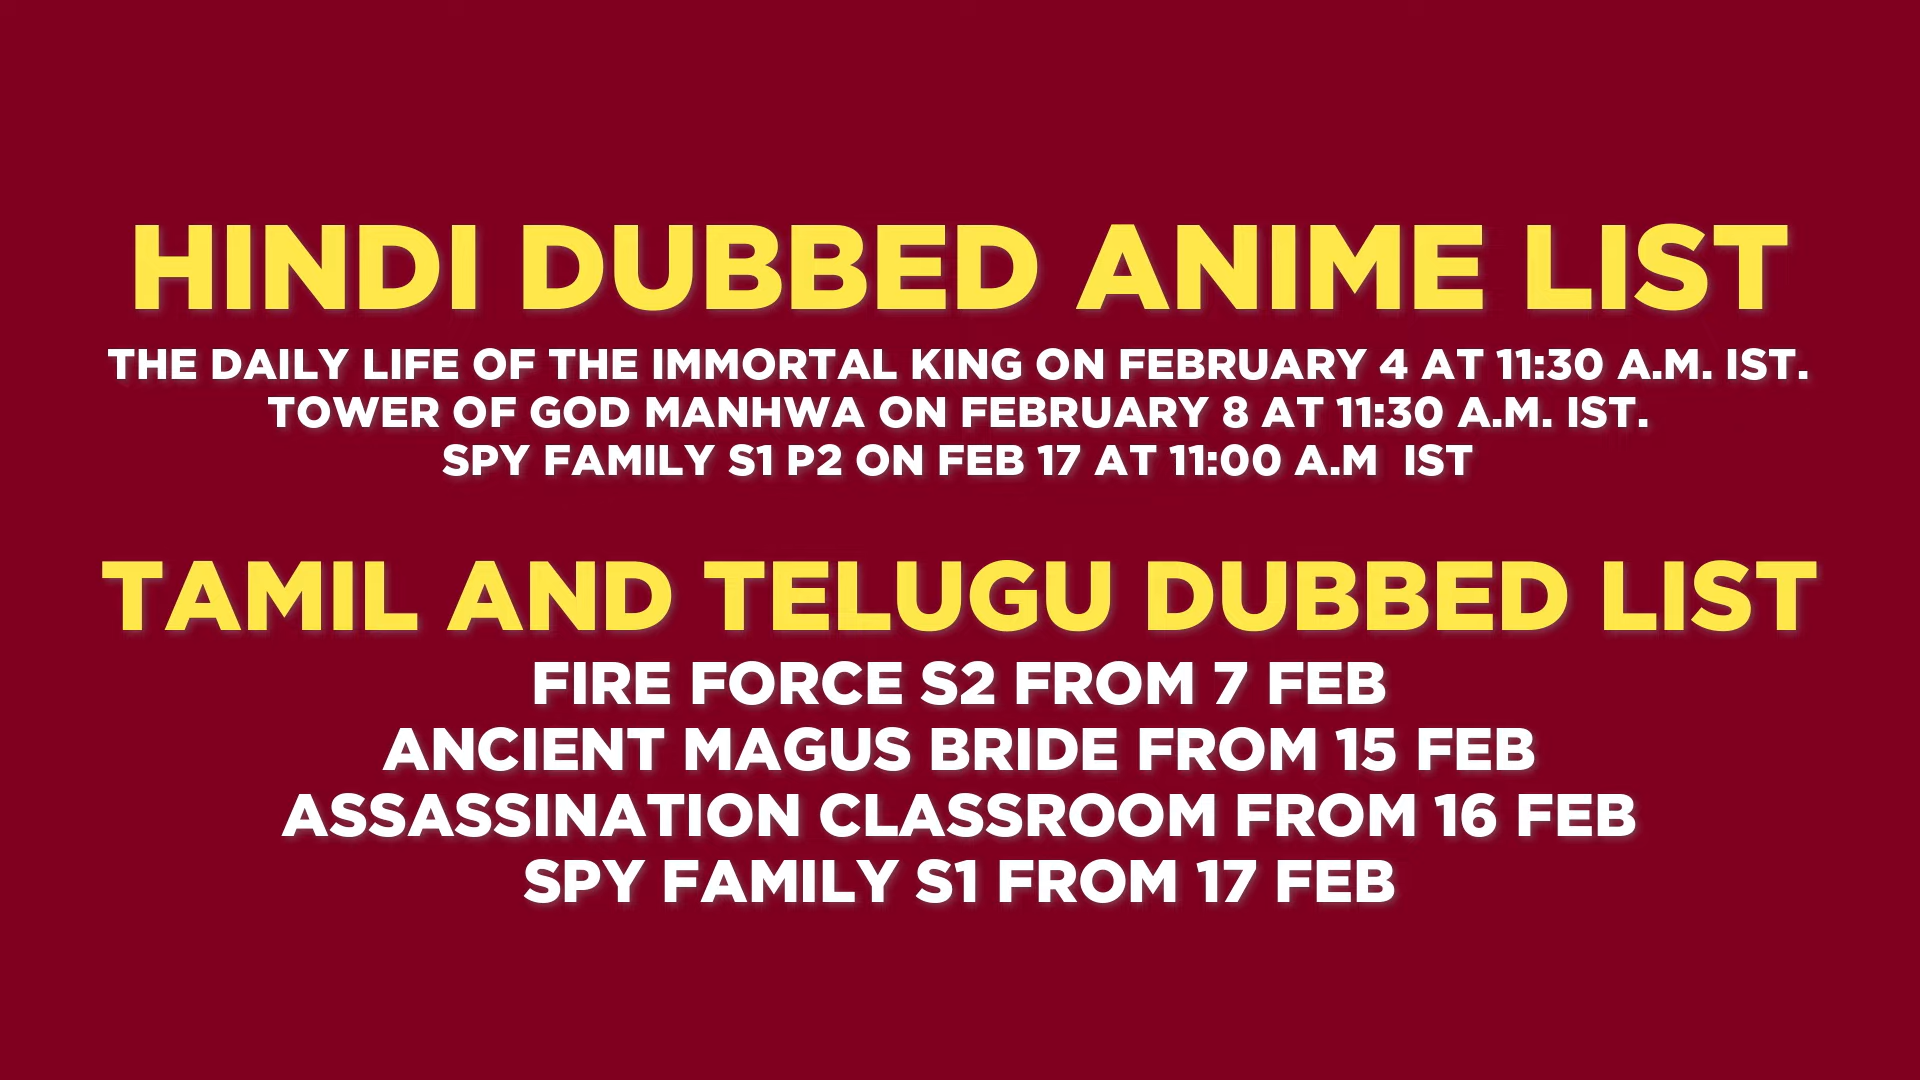 HINDI DUBBED ANIME LIST
THE DAILY LIFE OF THE IMMORTAL KING ON FEBRUARY 4 AT 11:30 A.M. IST.
TOWER OF GOD MANHWA ON FEBRUARY 8 AT 11:30 A.M. IST.
SPY FAMILY S1 P2 ON FEB 17 AT 11:00 A.M  IST
TAMIL AND TELUGU DUBBED LIST
FIRE FORCE S2 FROM 7 FEB
ANCIENT MAGUS BRIDE FROM 15 FEB
ASSASSINATION CLASSROOM FROM 16 FEB
SPY FAMILY S1 FROM 17 FEB